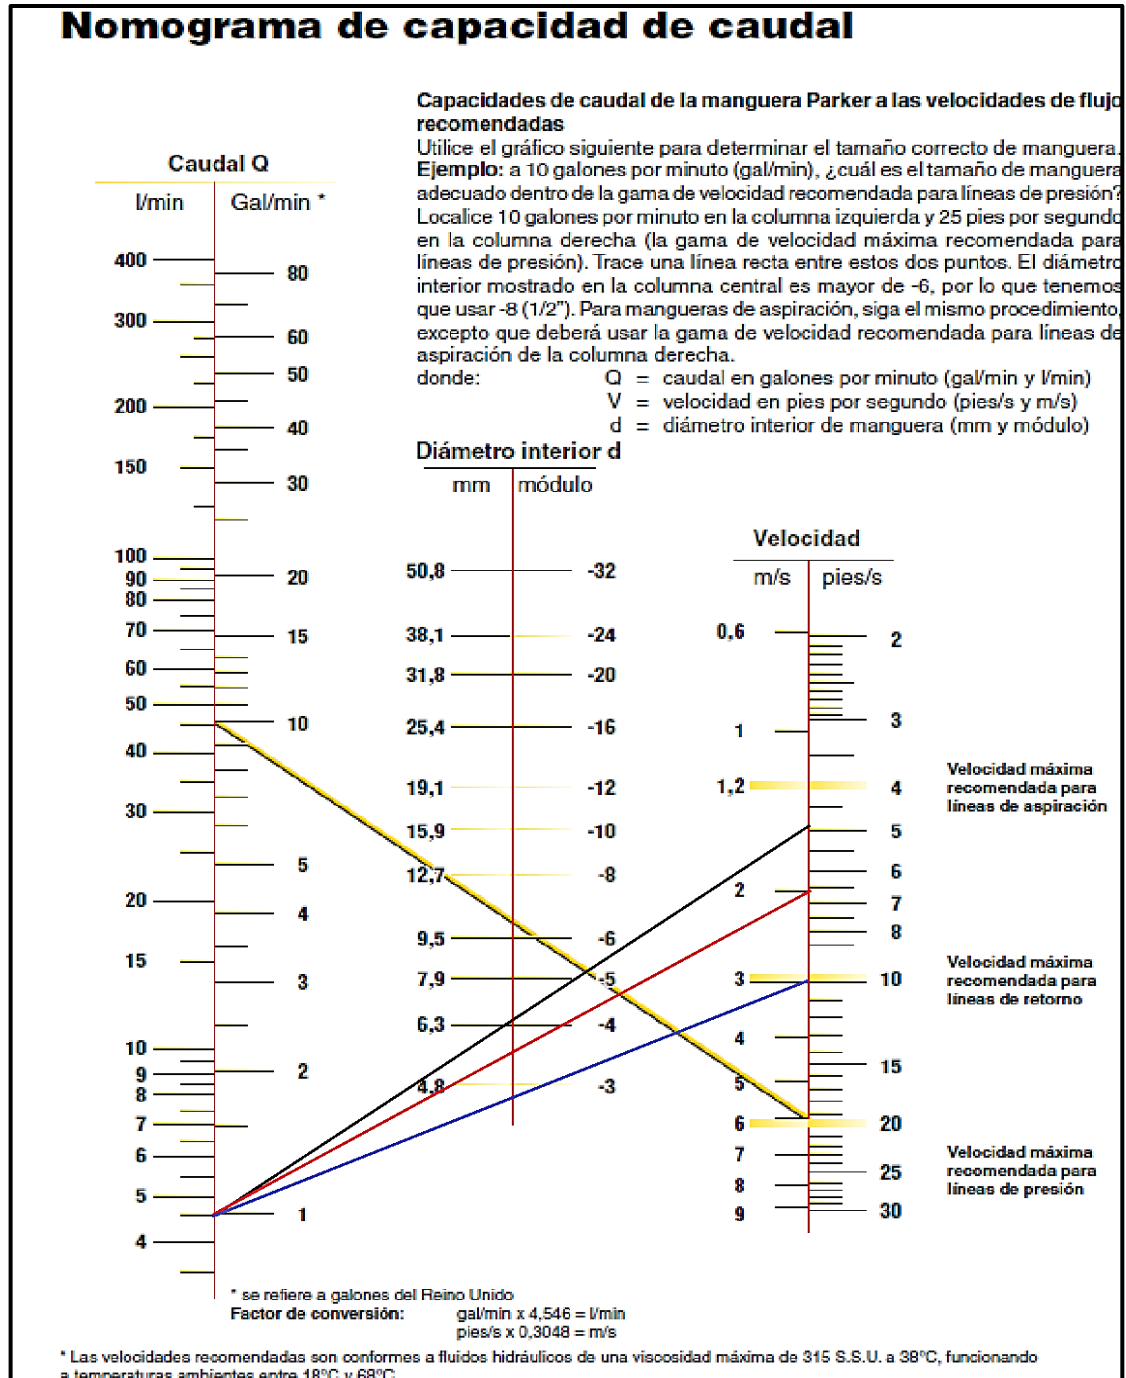 Nomograma de capacidad de caudal
Capacidades de caudal de la manguera Parker a las velocidades de flujo
recomendadas
Utilice el gráfico siguiente para determinar el tamaño correcto de manguera.
Ejemplo: a 10 galones por minuto (gal/min), ¿cuál es el tamaño de manguera
adecuado dentro de la gama de velocidad recomendada para líneas de presión?
Localice 10 galones por minuto en la columna izquierda y 25 pies por segundo
en la columna derecha (la gama de velocidad máxima recomendada para
líneas de presión). Trace una línea recta entre estos dos puntos. El diámetro
interior mostrado en la columna central es mayor de -6, por lo que tenemos
que usar -8 (1/2"). Para mangueras de aspiración, siga el mismo procedimiento,
excepto que deberá usar la gama de velocidad recomendada para líneas de
aspiración de la columna derecha.
donde:
Q = caudal en galones por minuto (gal/min y l/min)
V = velocidad en pies por segundo (pies/s y m/s)
d = diámetro interior de manguera (mm y módulo)
Caudal Q
l/min
Gal/min *
400
300
200
150
100
90
80
70
60
50
40
30
20
15
10
9
8
7
6
5
4
80
60
50
40
30
20
15
10
5
4
3
2
1
Diámetro interior d
mm
módulo
50,8
38,1
31,8
25,4
19,1
15,9
12,7
9,5
7,9
6,3
4,8
-32
-24
-20
-16
-12
-10
-8
-6
-5
-4
-3
Velocidad
m/s
pies/s
0,6
1
1,2
2
3
4
5
6
7
8
9
2
3
4
5
6
7
8
10
15
20
25
30
Velocidad máxima
recomendada para
líneas de aspiración
Velocidad máxima
recomendada para
líneas de retorno
Velocidad máxima
recomendada para
líneas de presión
* se refiere a galones del Reino Unido
Factor de conversión: gal/min x 4,546 = l/min
pies/s x 0,3048 = m/s
* Las velocidades recomendadas son conformes a fluidos hidráulicos de una viscosidad máxima de 315 S.S.U. a 38°C, funcionando
a temperaturas ambientes entre 18°C y 68°C